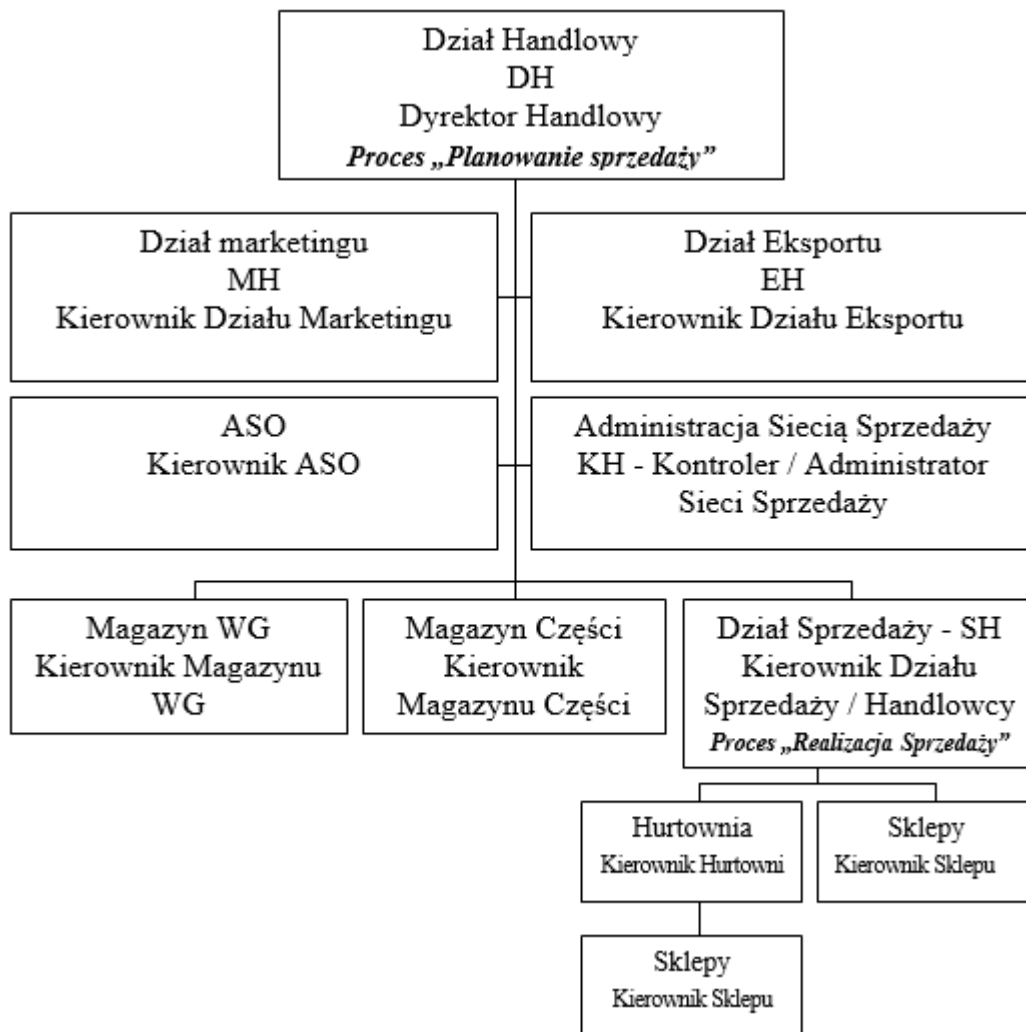 Dział Handlowy
DH
Dyrektor Handlowy
Proces „Planowanie sprzedaży”
Dział marketingu
MH
Kierownik Działu Marketingu
Dział Eksportu
EH
Kierownik Działu Eksportu
ASO
Kierownik ASO
Administracja Siecią Sprzedaży
KH - Kontroler / Administrator
Sieci Sprzedaży
Magazyn WG
Kierownik Magazynu
WG
Magazyn Części
Kierownik
Magazynu Części
Dział Sprzedaży - SH
Kierownik Działu
Sprzedaży / Handlowcy
Proces „Realizacja Sprzedaży”
Hurtownia
Kierownik Hurtowni
Sklepy
Kierownik Sklepu
Sklepy
Kierownik Sklepu